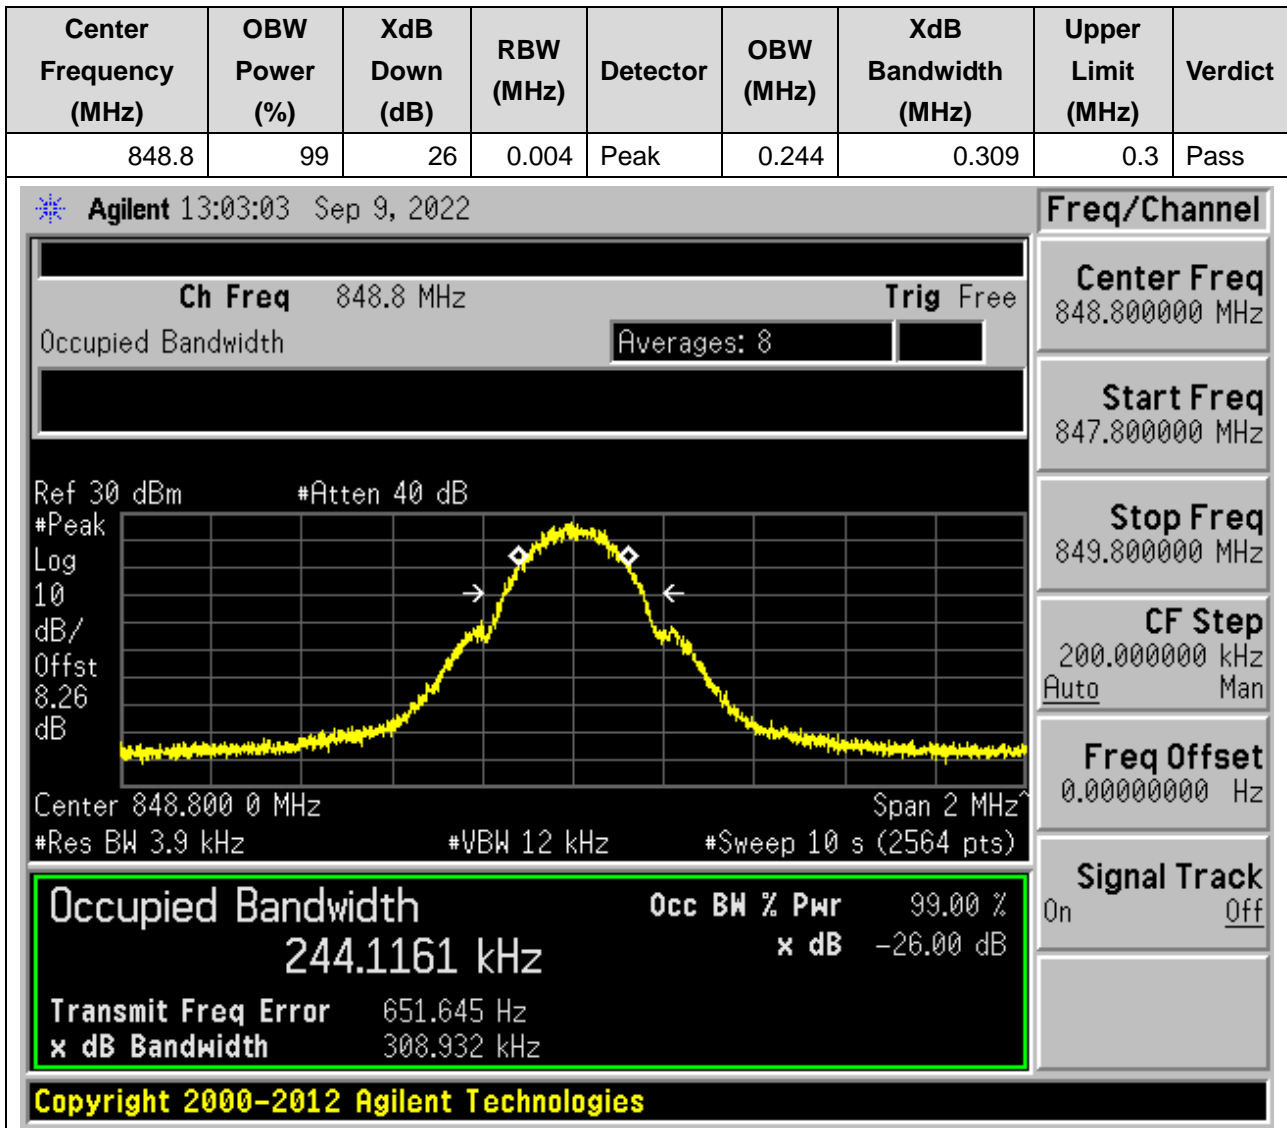 Center Frequency (MHz) OBW Power (%) XdB Down (dB) RBW (MHz) Detector OBW (MHz) XdB Bandwidth (MHz) Upper Limit (MHz) Verdict
848.8 99 26 0.004 Peak 0.244 0.309 0.3 Pass
Agilent 13:03:03 Sep 9, 2022
Ch Freq 848.8 MHz Trig Free
Occupied Bandwidth Averages: 8
Ref 30 dBm #Atten 40 dB
#Peak
Log
10
dB/
Offst
8.26
dB
Center 848.800 0 MHz Span 2 MHz^
#Res BW 3.9 kHz #VBW 12 kHz #Sweep 10 s (2564 pts)
Occupied Bandwidth Occ BW % Pwr 99.00 %
244.1161 kHz x dB -26.00 dB
Transmit Freq Error 651.645 Hz
x dB Bandwidth 308.932 kHz
Copyright 2000-2012 Agilent Technologies
Freq/Channel
Center Freq
848.800000 MHz
Start Freq
847.800000 MHz
Stop Freq
849.800000 MHz
CF Step
200.000000 kHz
Auto Man
Freq Offset
0.00000000 Hz
Signal Track
On Off